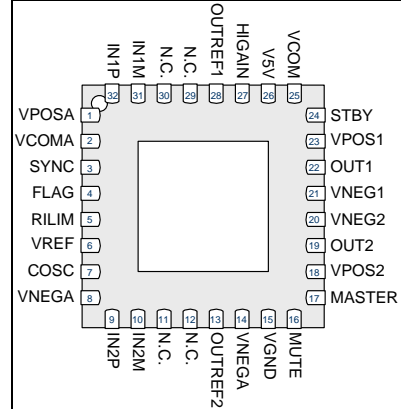 IN1P
IN1M
N.C.
N.C.
OUTREF1
HIGAIN
V5V
VCOM
32
31
30
29
28
27
26
25
VPOSA 1
VCOMA 2
SYNC 3
FLAG 4
RILIM 5
VREF 6
COSC 7
VNEGA 8
24 STBY
23 VPOS1
22 OUT1
21 VNEG1
20 VNEG2
19 OUT2
18 VPOS2
17 MASTER
9
10
11
12
13
14
15
16
IN2P
IN2M
N.C.
N.C.
OUTREF2
VNEGA
VGND
MUTE